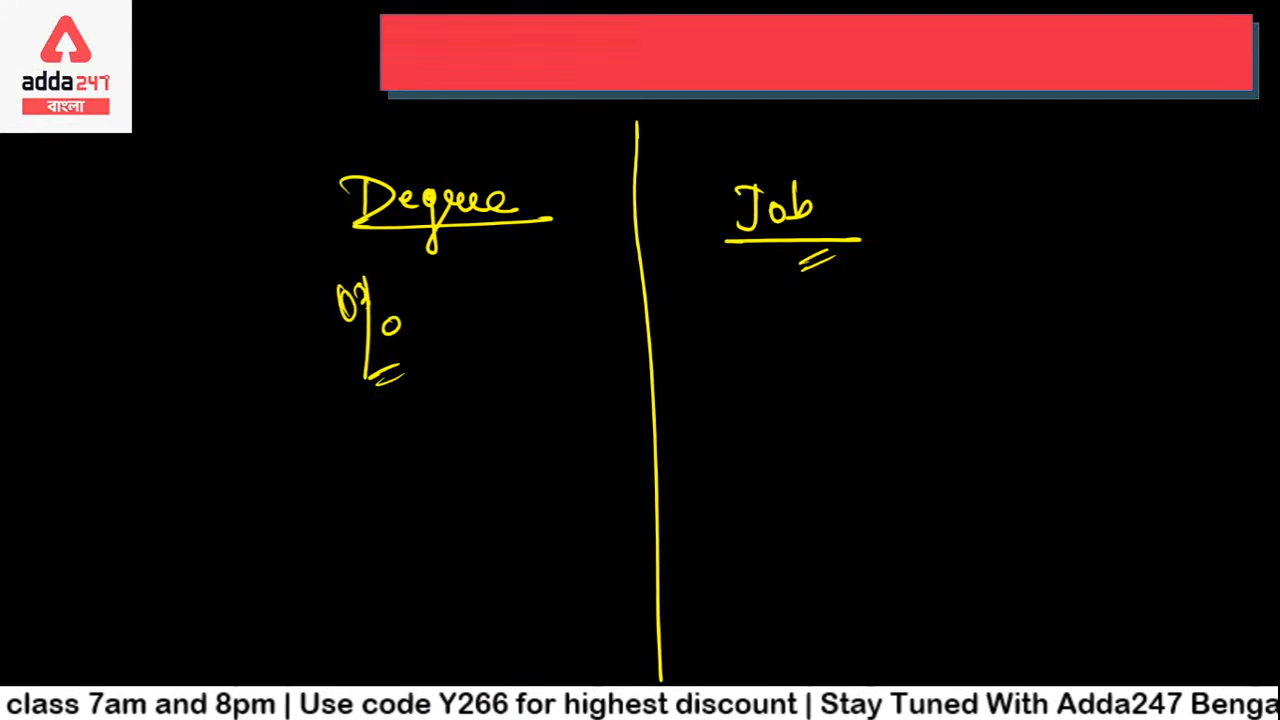 adda247
বাংলা
Degree
Job
%
class 7am and 8pm | Use code Y266 for highest discount | Stay Tuned With Adda247 Benga